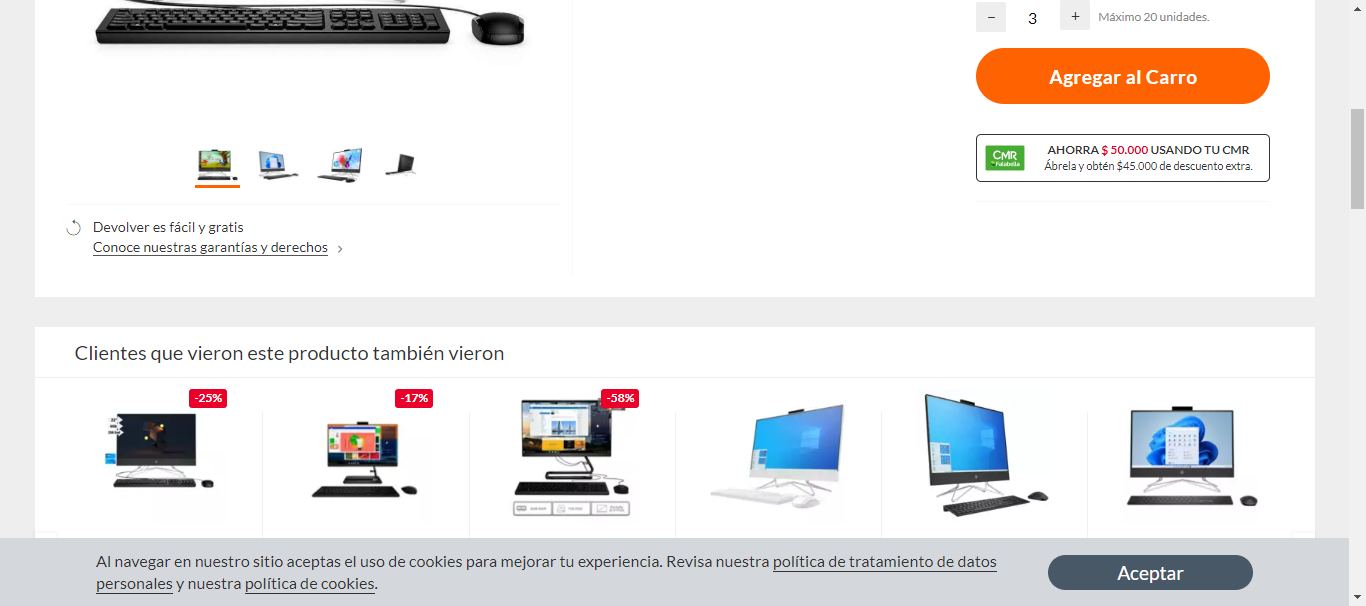 − 3 + Máximo 20 unidades.
Agregar al Carro
CMR
Falabella
AHORRA $ 50.000 USANDO TU CMR
Ábrela y obtén $45.000 de descuento extra.
Devolver es fácil y gratis
Conoce nuestras garantías y derechos
Clientes que vieron este producto también vieron
-25%
-17%
-58%
Al navegar en nuestro sitio aceptas el uso de cookies para mejorar tu experiencia. Revisa nuestra política de tratamiento de datos
personales y nuestra política de cookies.
Aceptar